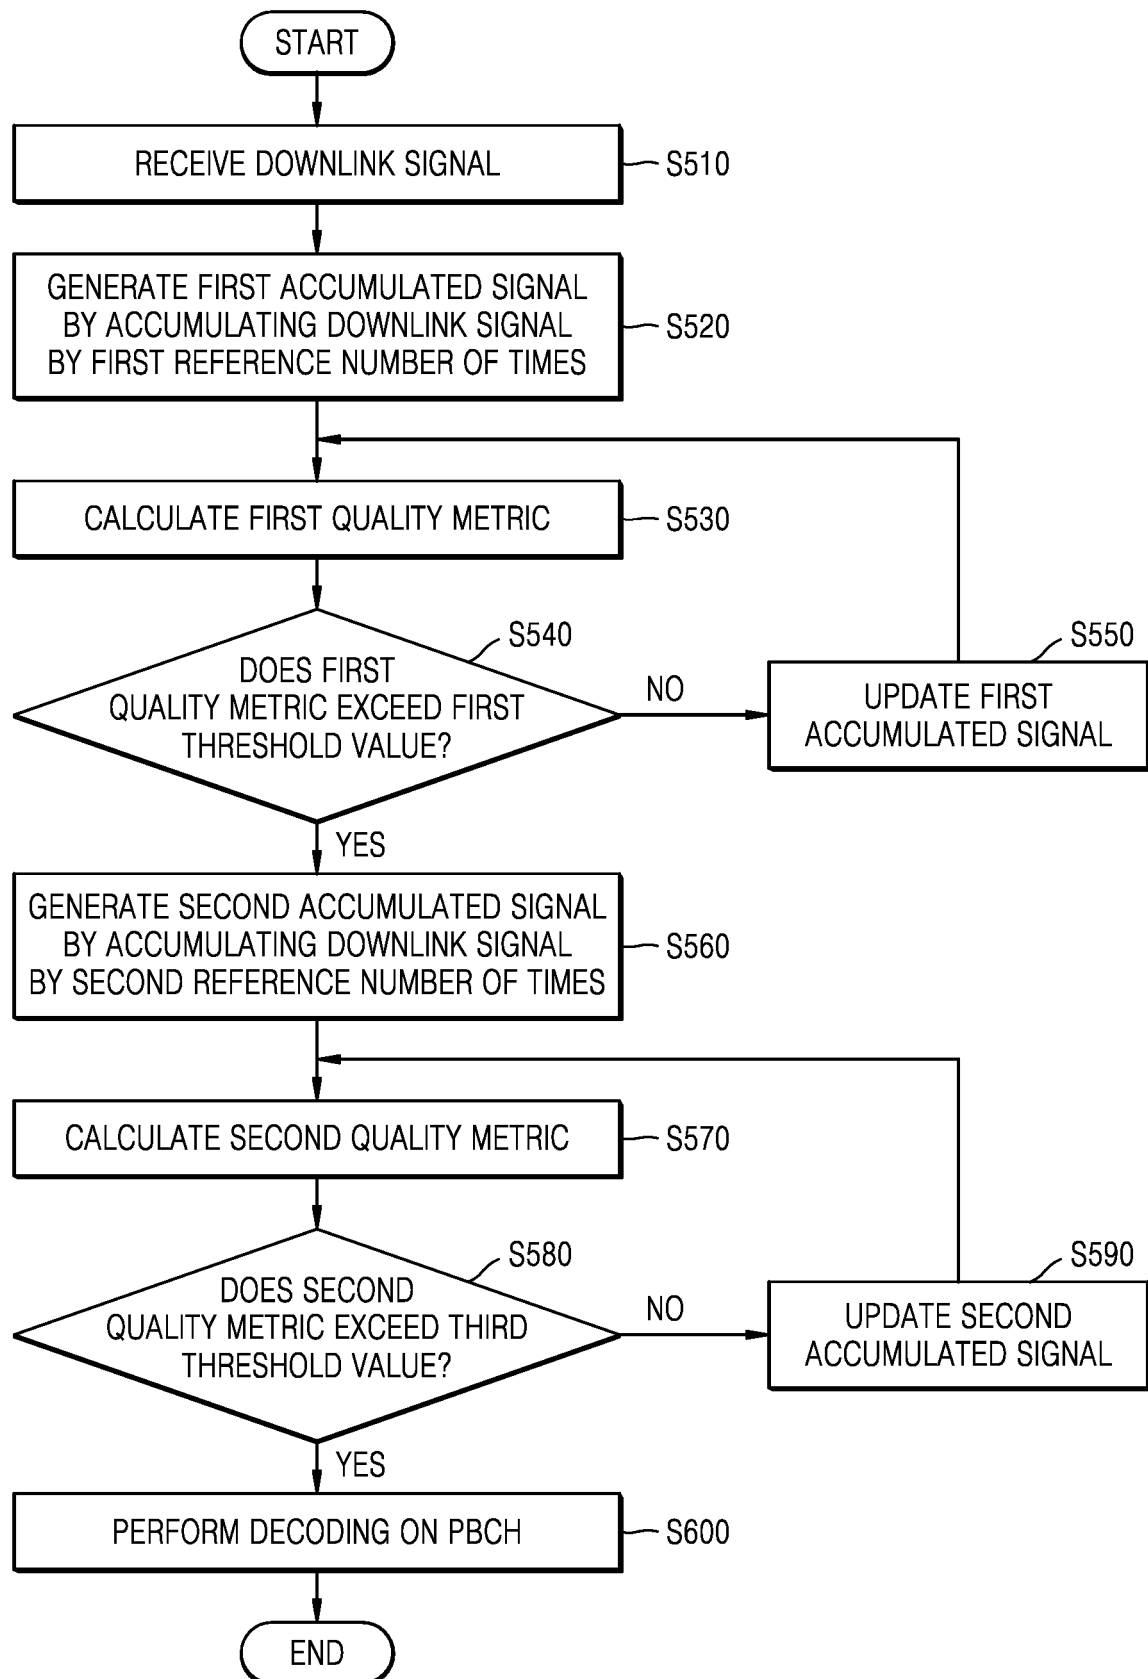 START
RECEIVE DOWNLINK SIGNAL
S510
GENERATE FIRST ACCUMULATED SIGNAL
BY ACCUMULATING DOWNLINK SIGNAL
BY FIRST REFERENCE NUMBER OF TIMES
S520
CALCULATE FIRST QUALITY METRIC
S530
S540
DOES FIRST
QUALITY METRIC EXCEED FIRST
THRESHOLD VALUE?
NO
S550
UPDATE FIRST
ACCUMULATED SIGNAL
YES
GENERATE SECOND ACCUMULATED SIGNAL
BY ACCUMULATING DOWNLINK SIGNAL
BY SECOND REFERENCE NUMBER OF TIMES
S560
CALCULATE SECOND QUALITY METRIC
S570
S580
DOES SECOND
QUALITY METRIC EXCEED THIRD
THRESHOLD VALUE?
NO
S590
UPDATE SECOND
ACCUMULATED SIGNAL
YES
PERFORM DECODING ON PBCH
S600
END